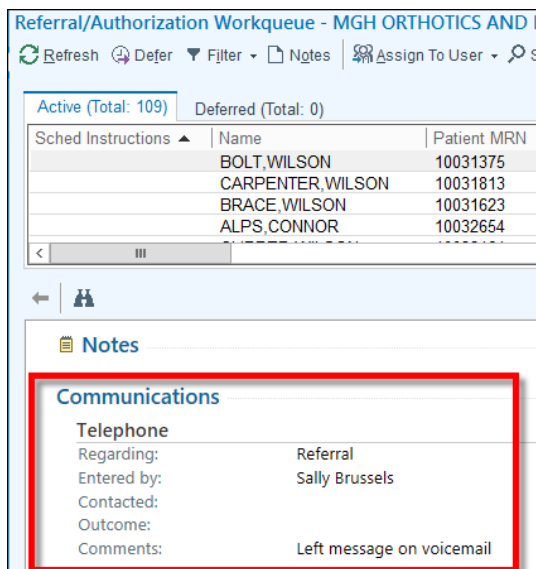 Referral/Authorization Workqueue - MGH ORTHOTICS AND
Refresh Defer Filter Notes Assign To User
Active (Total: 109) Deferred (Total: 0)
Sched Instructions Name Patient MRN
BOLT,WILSON 10031375
CARPENTER,WILSON 10031813
BRACE,WILSON 10031623
ALPS,CONNOR 10032654
Notes
Communications
Telephone
Regarding: Referral
Entered by: Sally Brussels
Contacted:
Outcome:
Comments: Left message on voicemail